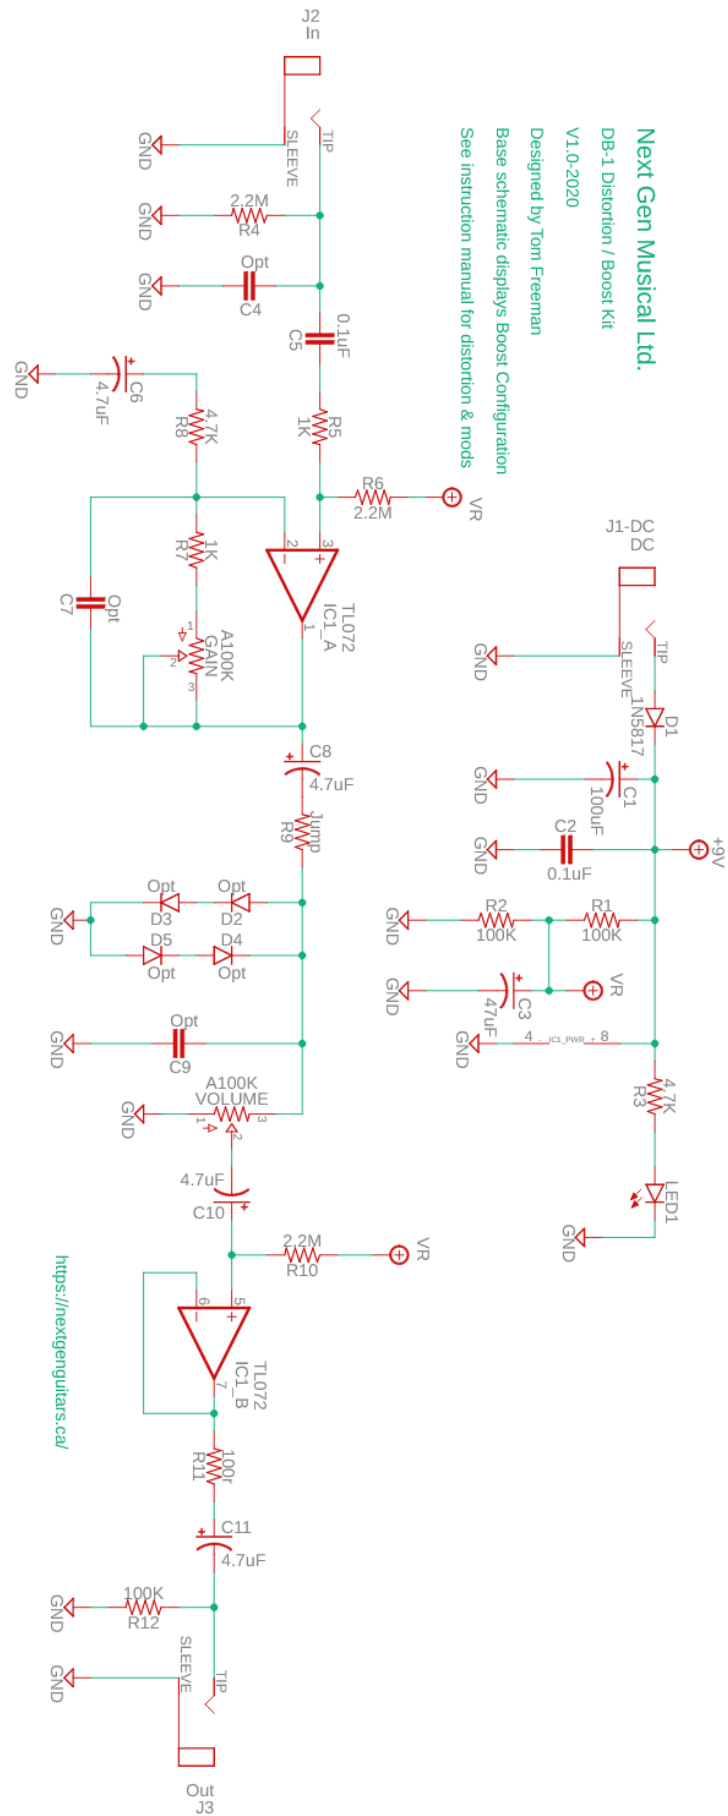 Next Gen Musical Ltd.
DB-1 Distortion / Boost Kit
V1.0-2020
Designed by Tom Freeman
Base schematic displays Boost Configuration
See instruction manual for distortion & mods
J1-DC
DC
TIP
SLEEVE
GND
D1
1N5817
C1
100uF
GND
+9V
C2
0.1uF
GND
R1
100K
R2
100K
GND
VR
C3
47uF
GND
8
+
IC1_PWR
-
4
GND
4.7K
R3
LED1
GND
J2
In
TIP
SLEEVE
GND
2.2M
R4
GND
Opt
C4
GND
0.1uF
C5
R5
1K
VR
R6
2.2M
3
+
2
-
1
TL072
IC1_A
C6
4.7uF
GND
4.7K
R8
1K
R7
A100K
GAIN
1
2
3
Opt
C7
C8
4.7uF
Jump
R9
Opt
D3
Opt
D2
D5
Opt
D4
Opt
GND
Opt
C9
GND
A100K
VOLUME
1
2
3
GND
4.7uF
C10
VR
2.2M
R10
5
+
6
-
7
TL072
IC1_B
100r
R11
C11
4.7uF
100K
R12
GND
TIP
SLEEVE
GND
Out
J3
https://nextgenguitars.ca/